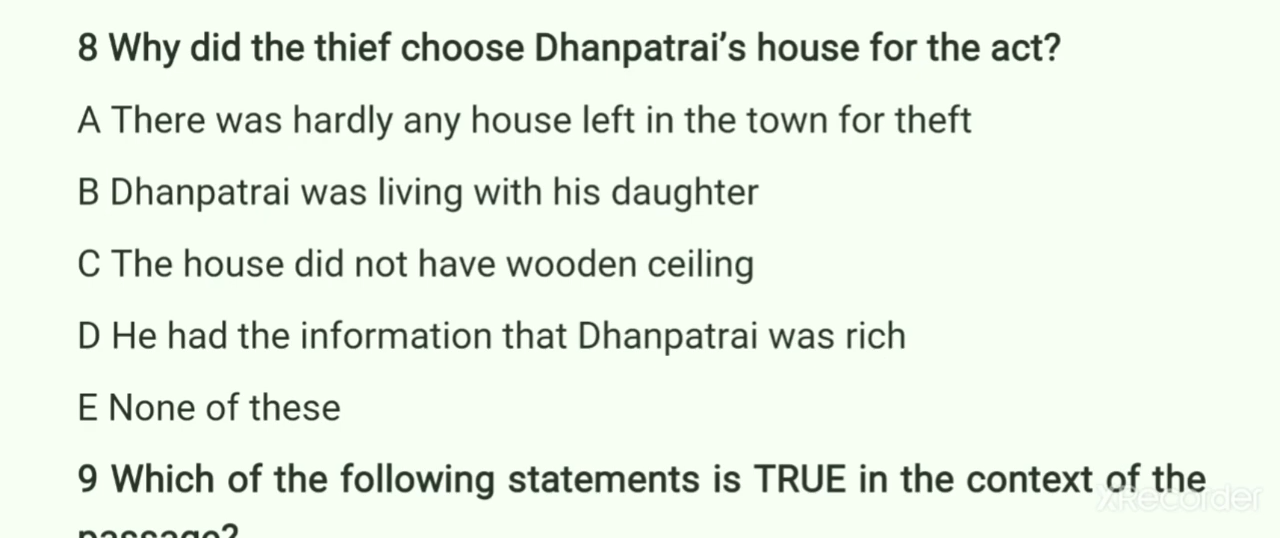 8 Why did the thief choose Dhanpatrai’s house for the act?
A There was hardly any house left in the town for theft
B Dhanpatrai was living with his daughter
C The house did not have wooden ceiling
D He had the information that Dhanpatrai was rich
E None of these
9 Which of the following statements is TRUE in the context of the
XRecorder
passage?